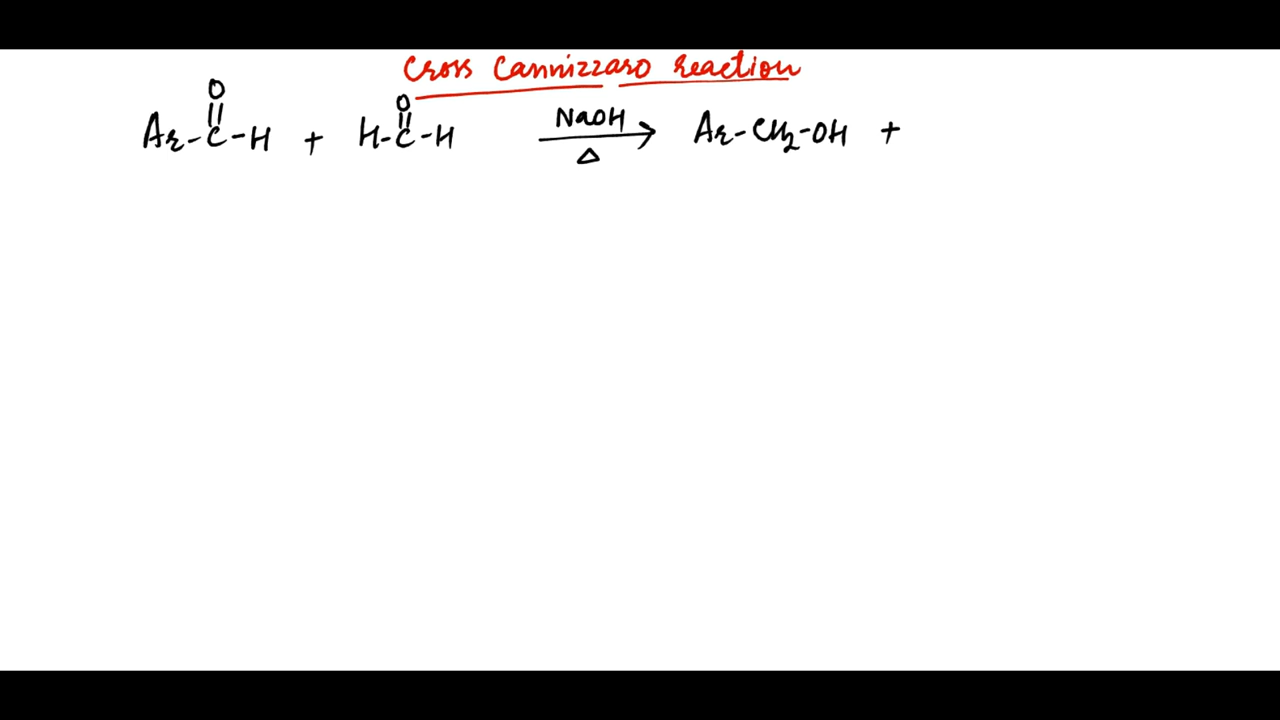 Cross Cannizzaro reaction
O O
Ar-C-H + H-C-H NaOH Δ Ar-CH2-OH +